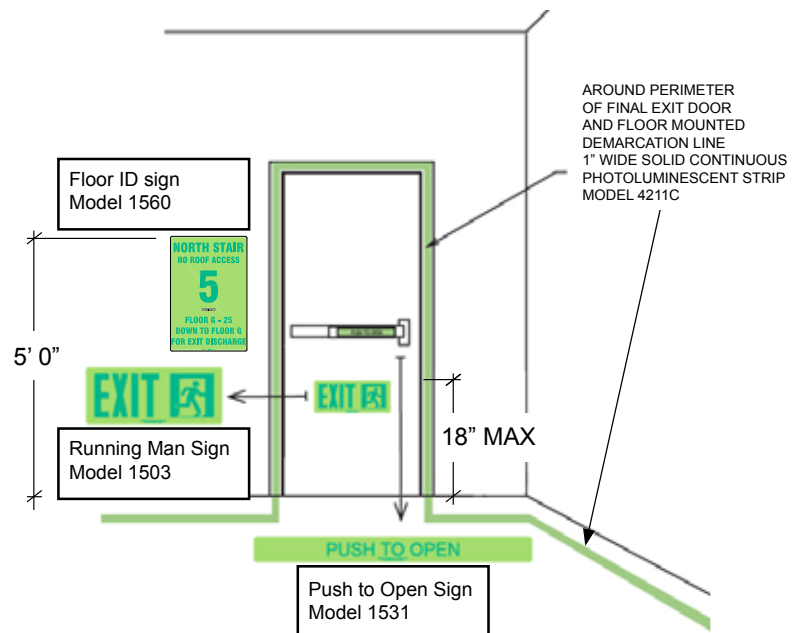 AROUND PERIMETER
OF FINAL EXIT DOOR
AND FLOOR MOUNTED
DEMARCATION LINE
1” WIDE SOLID CONTINUOUS
PHOTOLUMINESCENT STRIP
MODEL 4211C
Floor ID sign
Model 1560
NORTH STAIR
NO ROOF ACCESS
5
FLOOR G - 25
DOWN TO FLOOR G
FOR EXIT DISCHARGE
5’ 0”
PUSH TO OPEN
EXIT
EXIT
18” MAX
Running Man Sign
Model 1503
PUSH TO OPEN
Push to Open Sign
Model 1531